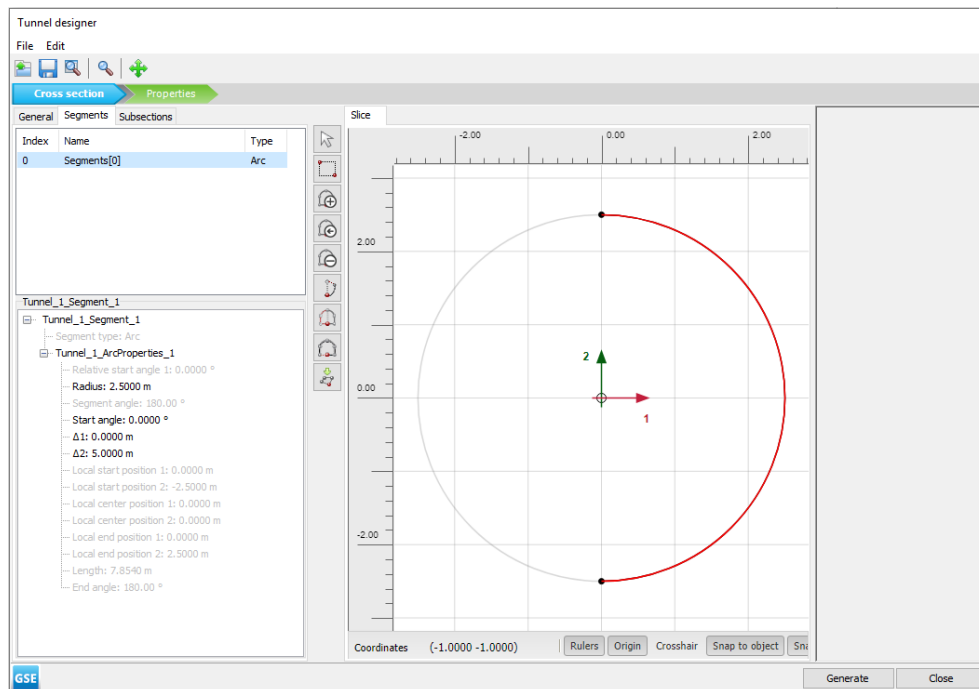 Tunnel designer
File Edit
Cross section Properties
General Segments Subsections
Index Name Type
0 Segments[0] Arc
Tunnel_1_Segment_1
Tunnel_1_Segment_1
Segment type: Arc
Tunnel_1_ArcProperties_1
Relative start angle 1: 0.0000 °
Radius: 2.5000 m
Segment angle: 180.00 °
Start angle: 0.0000 °
Δ1: 0.0000 m
Δ2: 5.0000 m
Local start position 1: 0.0000 m
Local start position 2: -2.5000 m
Local center position 1: 0.0000 m
Local center position 2: 0.0000 m
Local end position 1: 0.0000 m
Local end position 2: 2.5000 m
Length: 7.8540 m
End angle: 180.00 °
Slice
-2.00 0.00 2.00
2.00
2
0.00
1
-2.00
Coordinates (-1.0000 -1.0000) Rulers Origin Crosshair Snap to object
GSE Generate Close